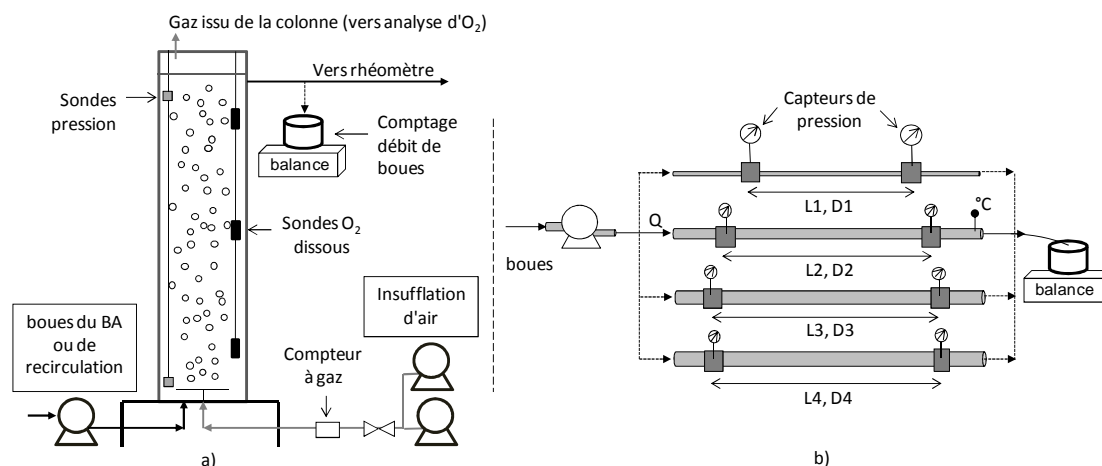 Gaz issu de la colonne (vers analyse d'O₂)
Vers rhéomètre
Sondes
pression
balance
Comptage
débit de
boues
Sondes O₂
dissous
boues du BA
ou de
recirculation
Insufflation
d'air
Compteur
à gaz
a)
Capteurs de
pression
L1, D1
°C
Q
boues
L2, D2
balance
L3, D3
L4, D4
b)